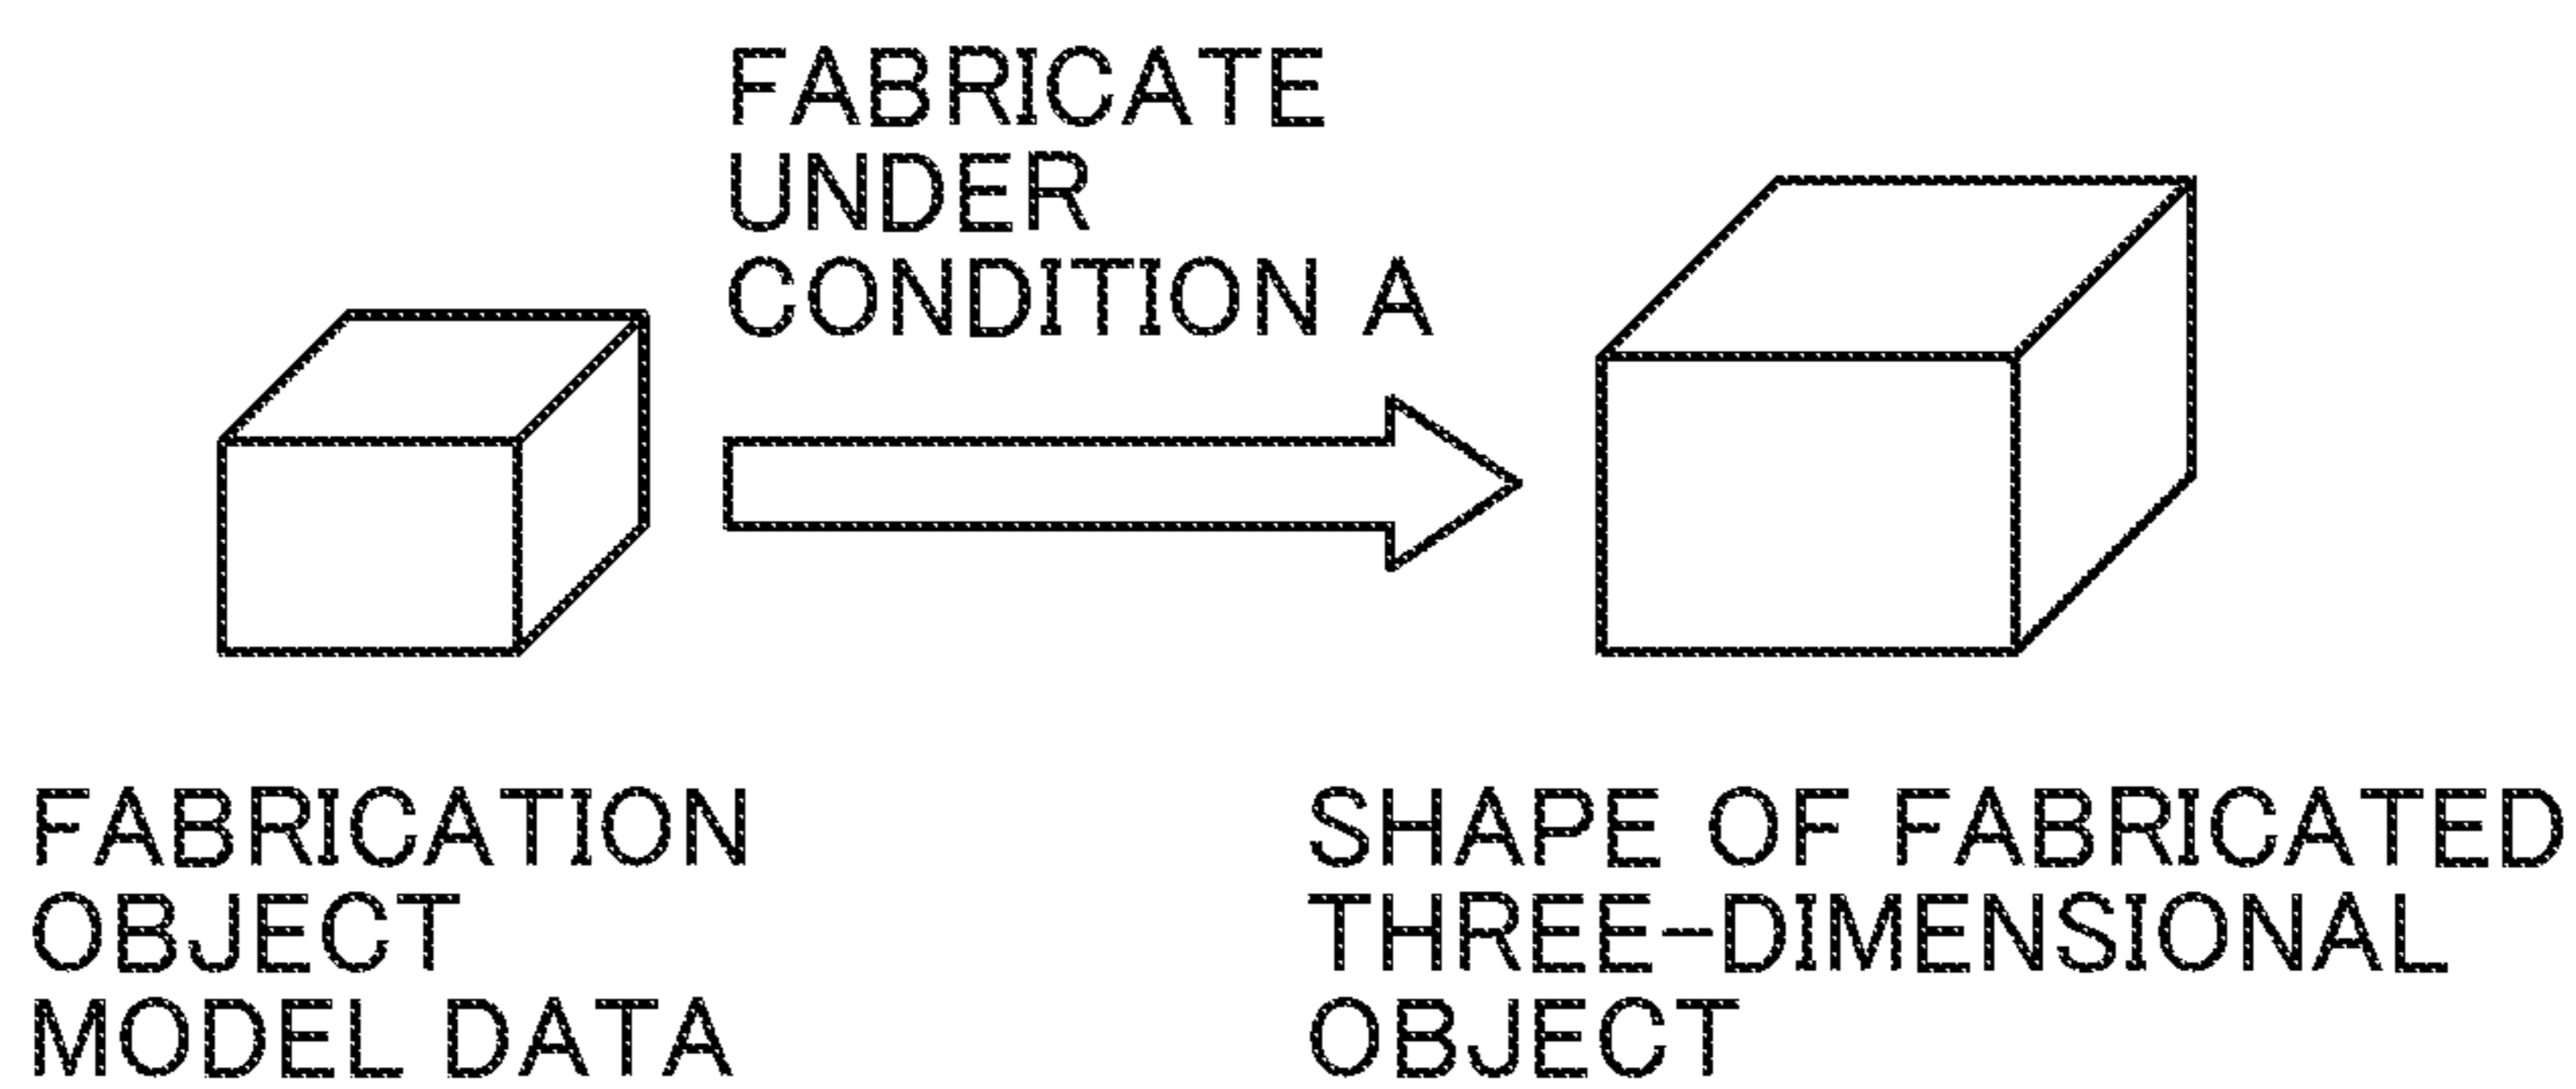 FABRICATE
UNDER
CONDITION A
FABRICATION
OBJECT
MODEL DATA
SHAPE OF FABRICATED
THREE-DIMENSIONAL
OBJECT